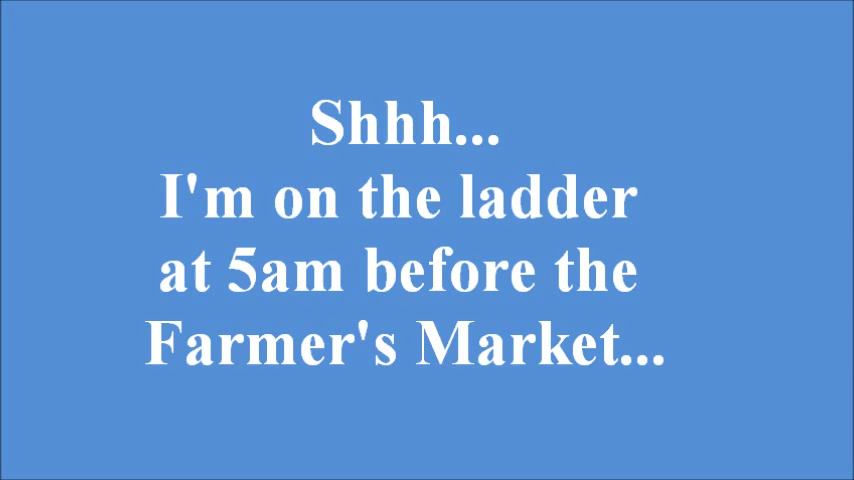 Shhh...
I'm on the ladder
at 5am before the
Farmer's Market...